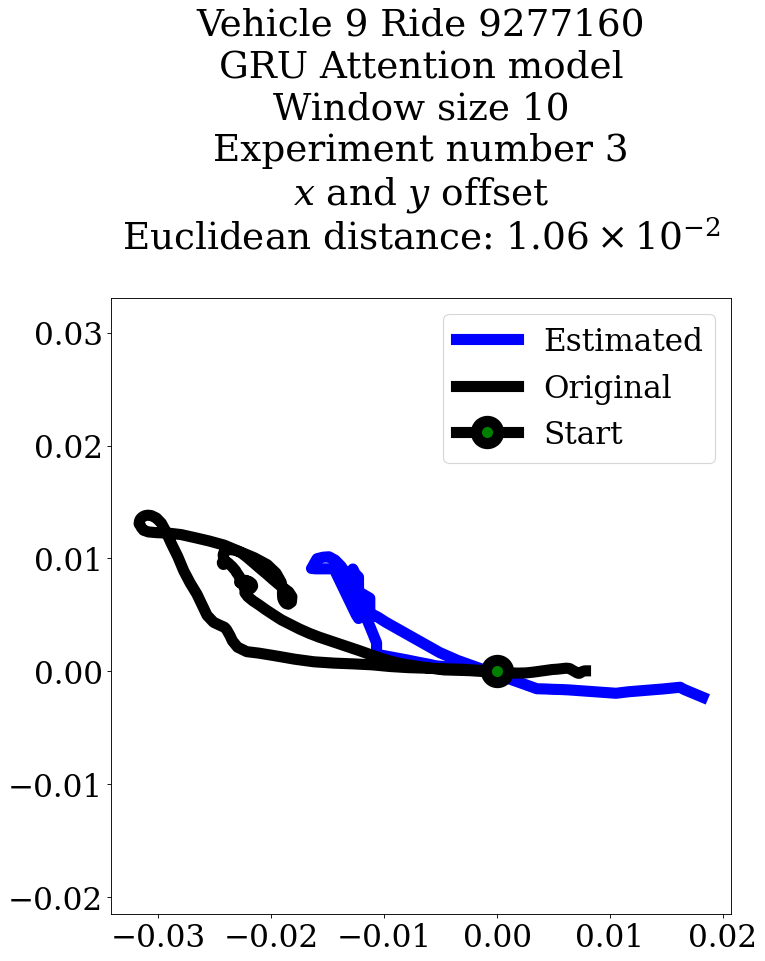 Vehicle 9 Ride 9277160
GRU Attention model
Window size 10
Experiment number 3
x and y offset
Euclidean distance: 1.06 × 10⁻²
Estimated
Original
Start
0.03
0.02
0.01
0.00
−0.01
−0.02
−0.03 −0.02 −0.01 0.00 0.01 0.02